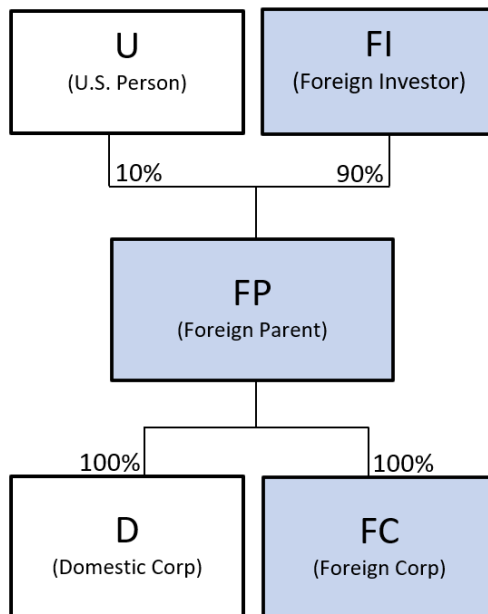 U
(U.S. Person)
FI
(Foreign Investor)
10%
90%
FP
(Foreign Parent)
100%
100%
D
(Domestic Corp)
FC
(Foreign Corp)